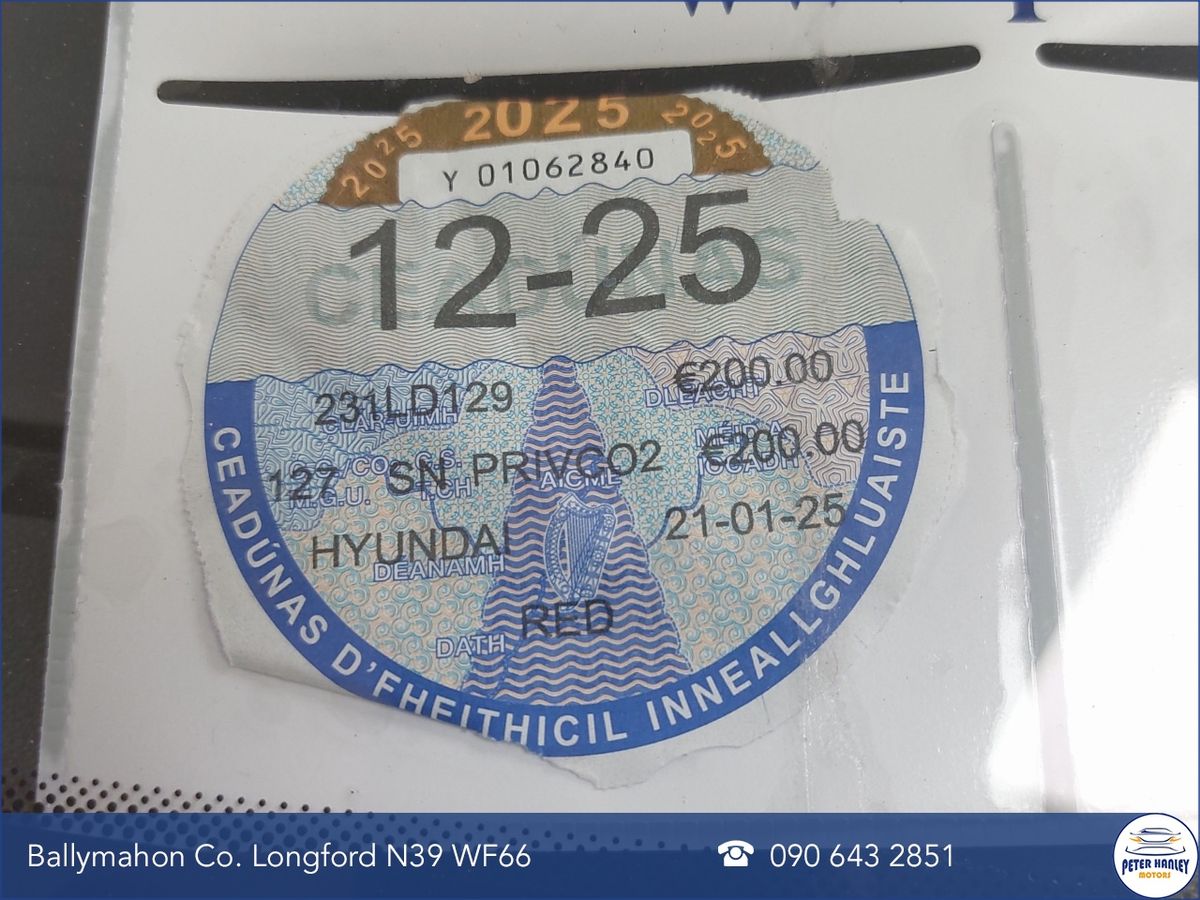 2025 2025 2025
Y 01062840
CEADÚNAS
12-25
231LD129 €200.00
CLÁR-UIMH DLEACHT
MÉID A
127 SN PRIVCO2 €200.00
M.G.U. AICME ÍOCADH
HYUNDAI 21-01-25
DEANAMH
RED
DATH
CEADÚNAS D'FHEITHICIL INNEALLGHLUAISTE
Ballymahon Co. Longford N39 WF66 ☎ 090 643 2851
PETER HANLEY
MOTORS